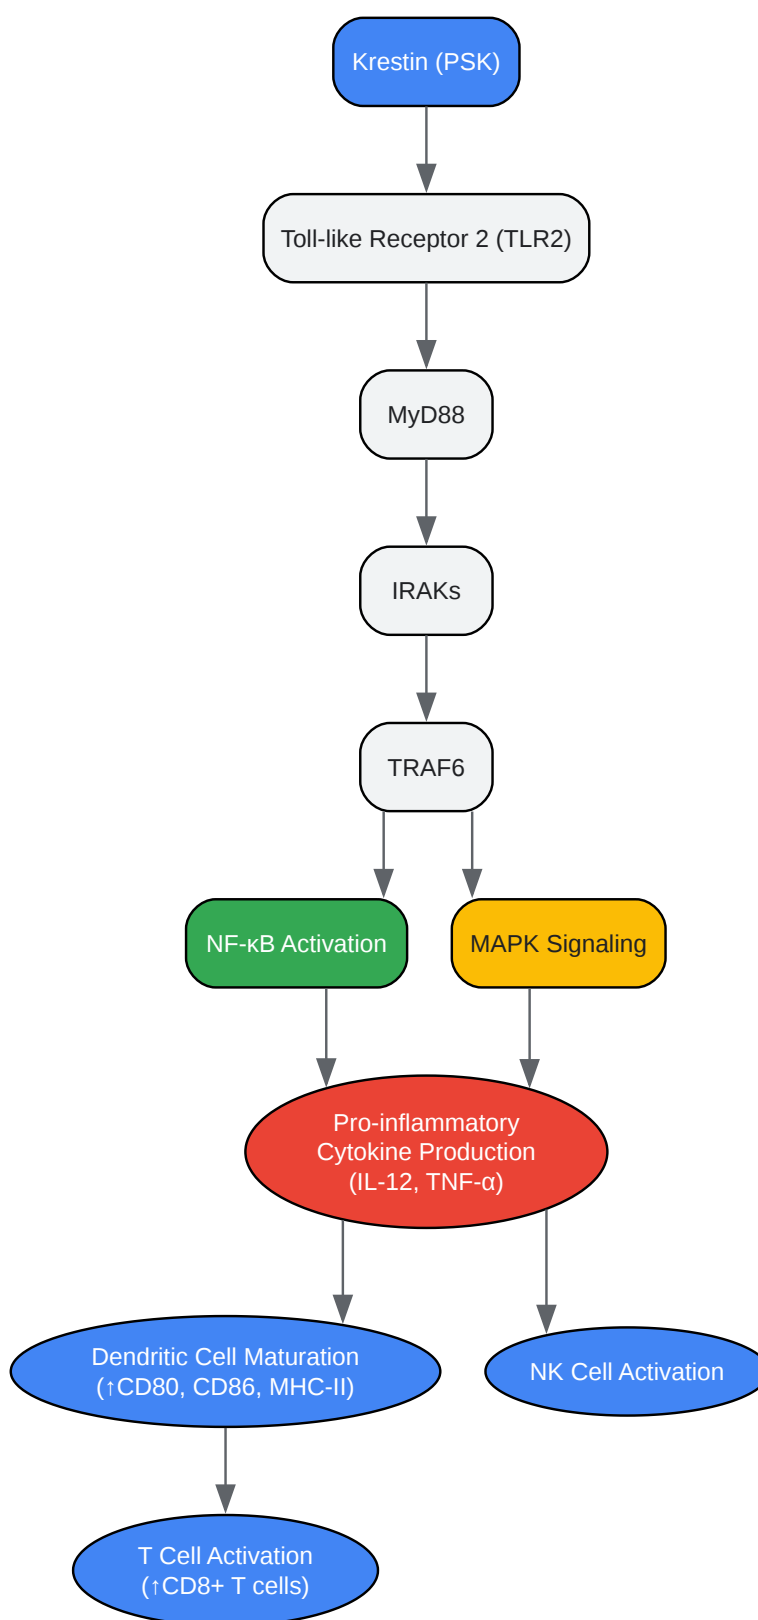 Krestin (PSK)
Toll-like Receptor 2 (TLR2)
MyD88
IRAKs
TRAF6
NF-κB Activation
MAPK Signaling
Pro-inflammatory
Cytokine Production
(IL-12, TNF-α)
Dendritic Cell Maturation
(↑CD80, CD86, MHC-II)
NK Cell Activation
T Cell Activation
(↑CD8+ T cells)